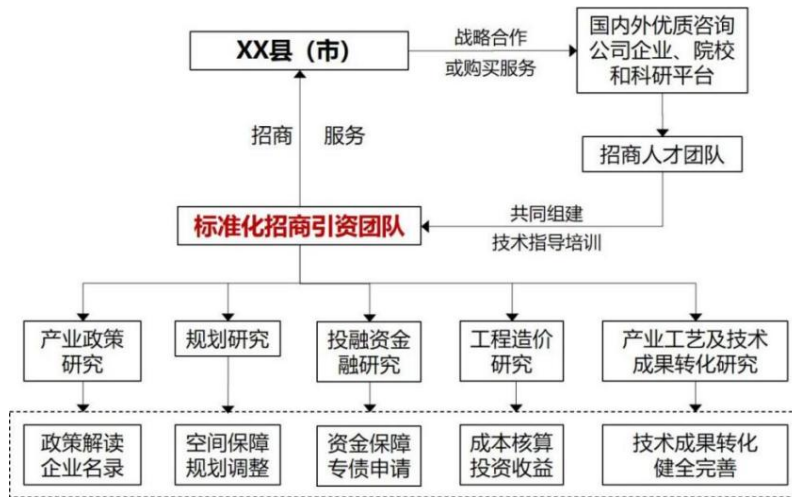 XX县（市）
战略合作
或购买服务
国内外优质咨询
公司企业、院校
和科研平台
招商 服务
招商人才团队
标准化招商引资团队
共同组建
技术指导培训
产业政策
研究
规划研究
投融资金
融研究
工程造价
研究
产业工艺及技术
成果转化研究
政策解读
企业名录
空间保障
规划调整
资金保障
专债申请
成本核算
投资收益
技术成果转化
健全完善